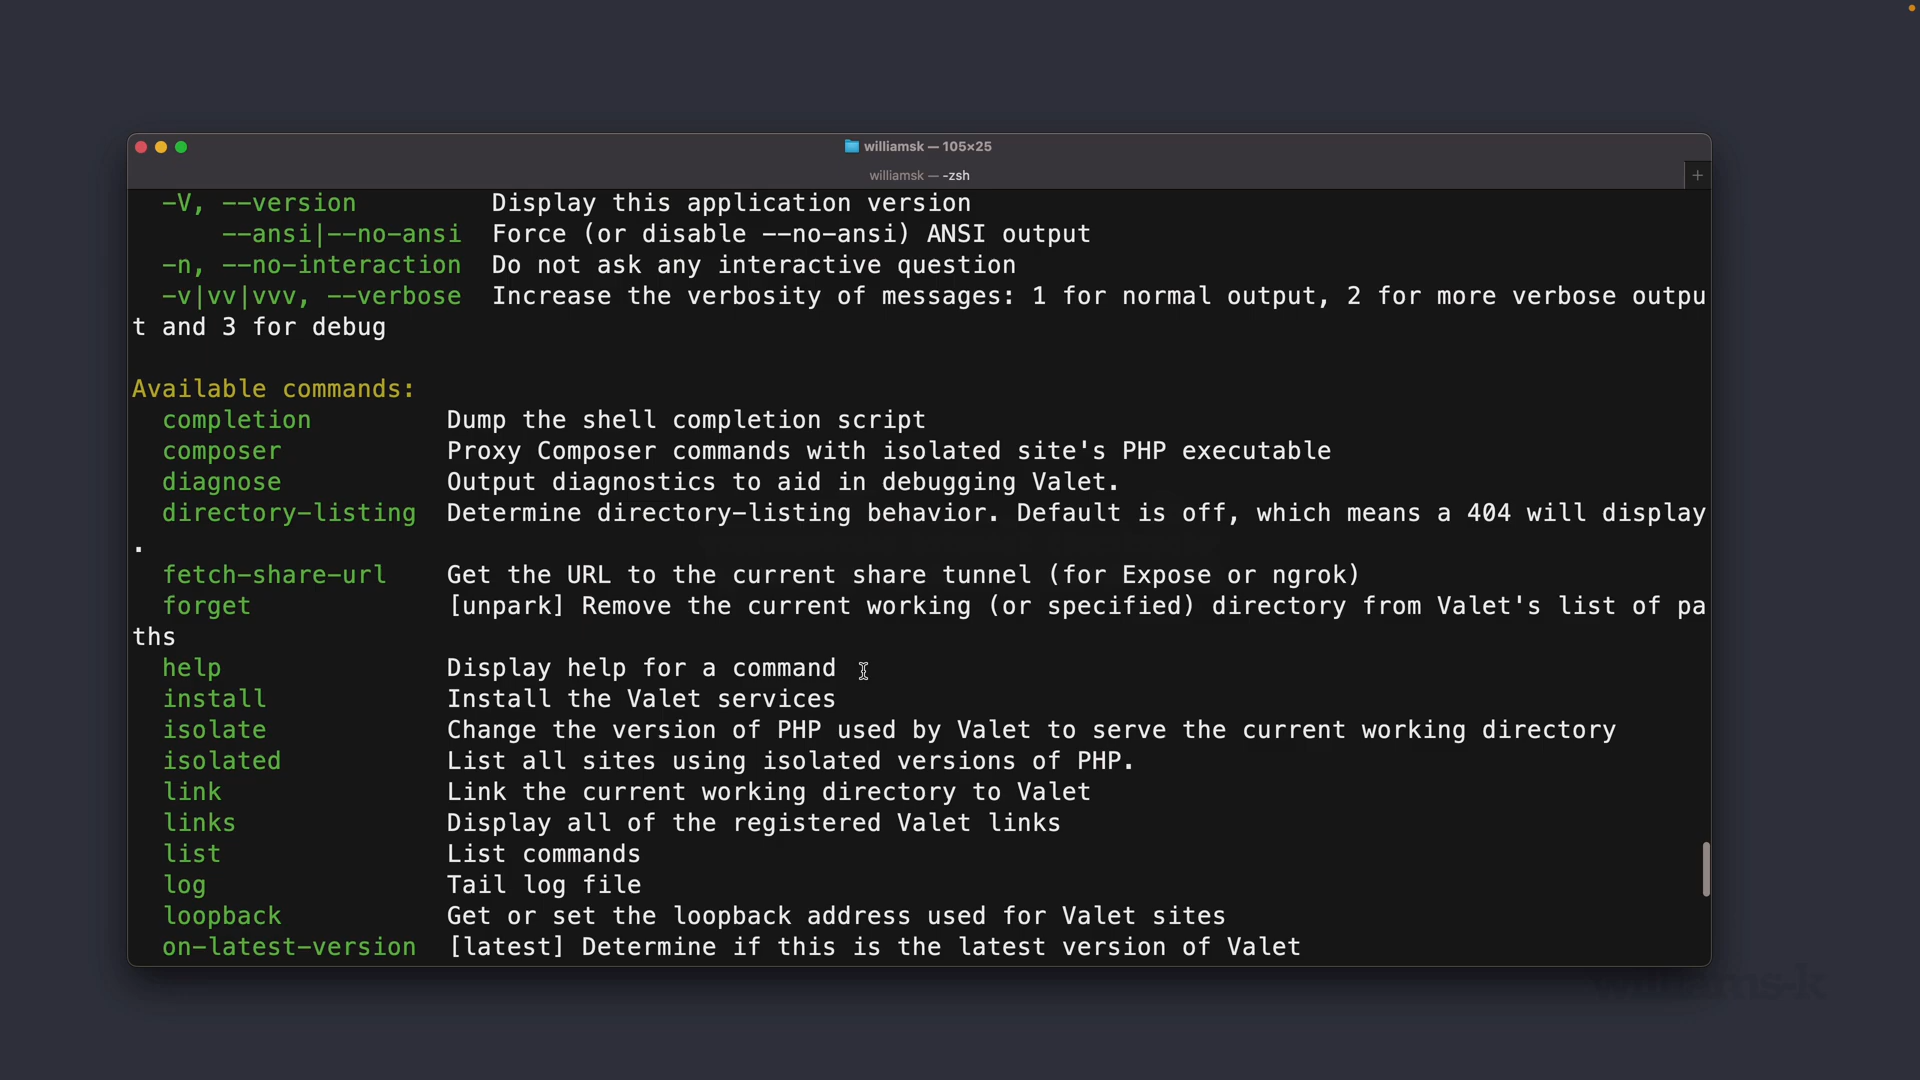 williamsk — 105×25
williamsk — -zsh +
-V, --version Display this application version
--ansi|--no-ansi Force (or disable --no-ansi) ANSI output
-n, --no-interaction Do not ask any interactive question
-v|vv|vvv, --verbose Increase the verbosity of messages: 1 for normal output, 2 for more verbose outpu
t and 3 for debug
Available commands:
completion Dump the shell completion script
composer Proxy Composer commands with isolated site's PHP executable
diagnose Output diagnostics to aid in debugging Valet.
directory-listing Determine directory-listing behavior. Default is off, which means a 404 will display
.
fetch-share-url Get the URL to the current share tunnel (for Expose or ngrok)
forget [unpark] Remove the current working (or specified) directory from Valet's list of pa
ths
help Display help for a command
install Install the Valet services
isolate Change the version of PHP used by Valet to serve the current working directory
isolated List all sites using isolated versions of PHP.
link Link the current working directory to Valet
links Display all of the registered Valet links
list List commands
log Tail log file
loopback Get or set the loopback address used for Valet sites
on-latest-version [latest] Determine if this is the latest version of Valet